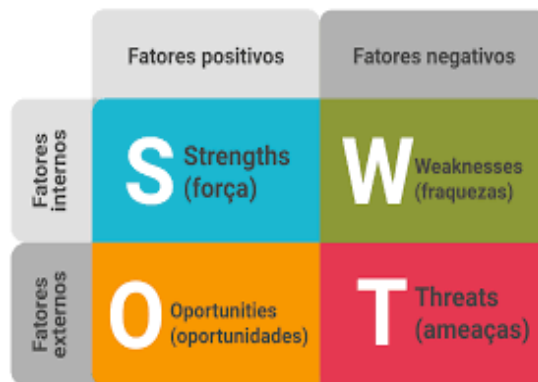 Fatores positivos
Fatores negativos
Fatores
internos
S
Strengths
(força)
W
Weaknesses
(fraquezas)
Fatores
externos
O
Oportunities
(oportunidades)
T
Threats
(ameaças)